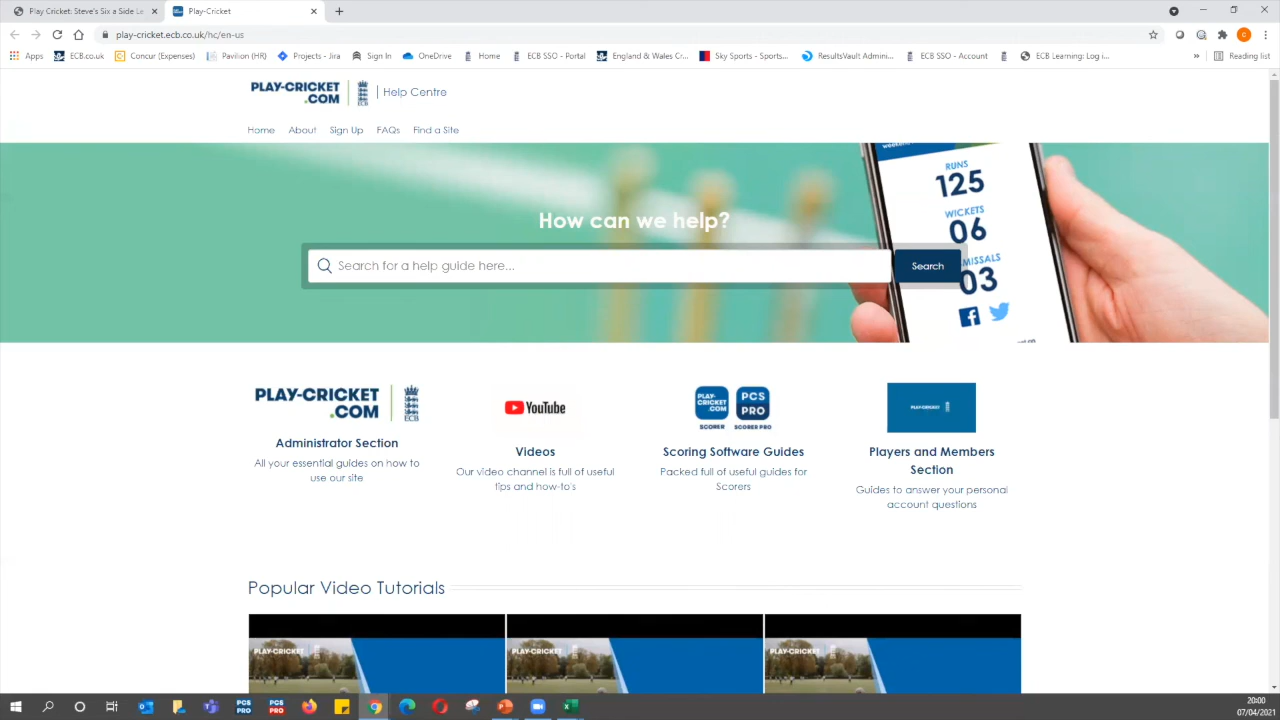 Play Cricket: Steve's Six a Side Le
Play-Cricket
play-cricket.ecb.co.uk/hc/en-us
Apps
ECB.co.uk
Concur (Expenses)
Pavilion (HR)
Projects - Jira
Sign In
OneDrive
Home
ECB SSO - Portal
England & Wales Cr...
Sky Sports - Sports...
ResultsVault Admini...
ECB SSO - Account
ECB Learning: Log i...
»
Reading list
PLAY-CRICKET
.COM
Help Centre
Home
About
Sign Up
FAQs
Find a Site
RUNS
125
WICKETS
06
MISSALS
03
How can we help?
Search for a help guide here...
Search
PLAY-CRICKET
.COM
ECB
Administrator Section
All your essential guides on how to
use our site
YouTube
Videos
Our video channel is full of useful
tips and how-to's
PLAY-
CRICKET
.COM
SCORER
PCS
PRO
SCORER PRO
Scoring Software Guides
Packed full of useful guides for
Scorers
PLAY-CRICKET
Players and Members
Section
Guides to answer your personal
account questions
Popular Video Tutorials
PLAY-CRICKET
PLAY-CRICKET
PLAY-CRICKET
PCS
PRO
PCS
PRO
20:00
07/04/2021